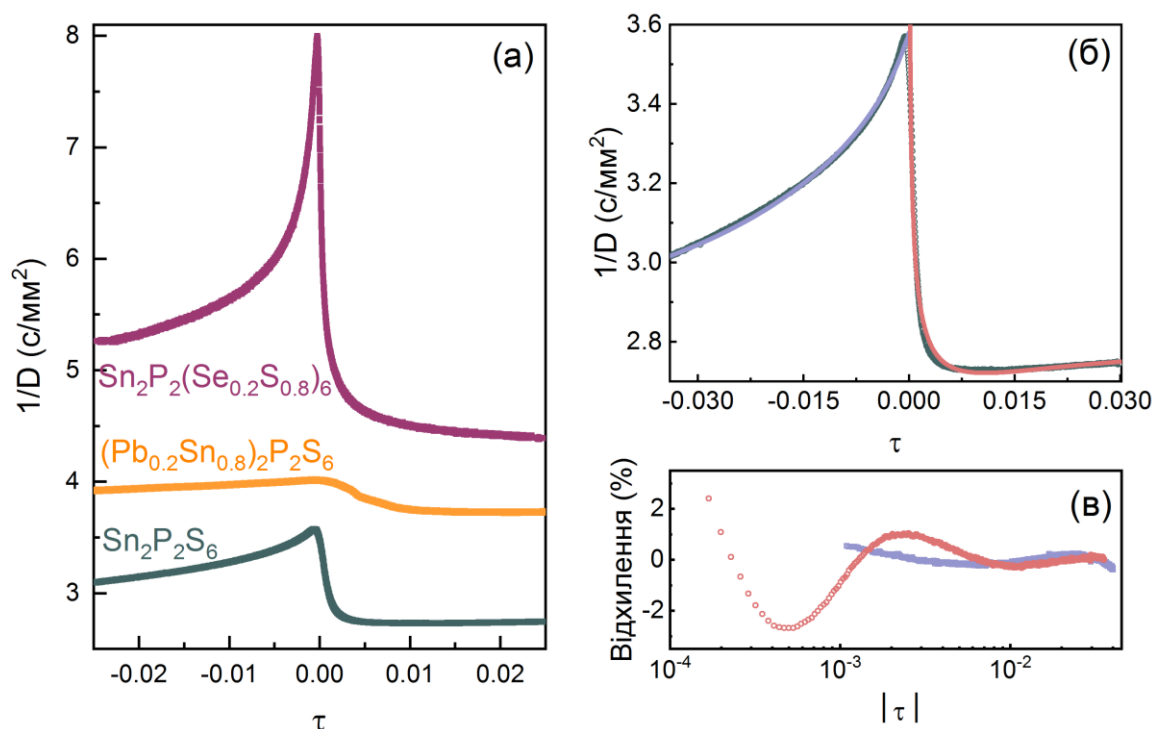 (а)
8
7
6
5
4
3
1/D (с/мм²)
Sn₂P₂(Se₀.₂S₀.₈)₆
(Pb₀.₂Sn₀.₈)₂P₂S₆
Sn₂P₂S₆
-0.02 -0.01 0.00 0.01 0.02
τ
(б)
3.6
3.4
3.2
3.0
2.8
1/D (с/мм²)
-0.030 -0.015 0.000 0.015 0.030
τ
(в)
2
0
-2
Відхилення (%)
10⁻⁴ 10⁻³ 10⁻²
|τ|